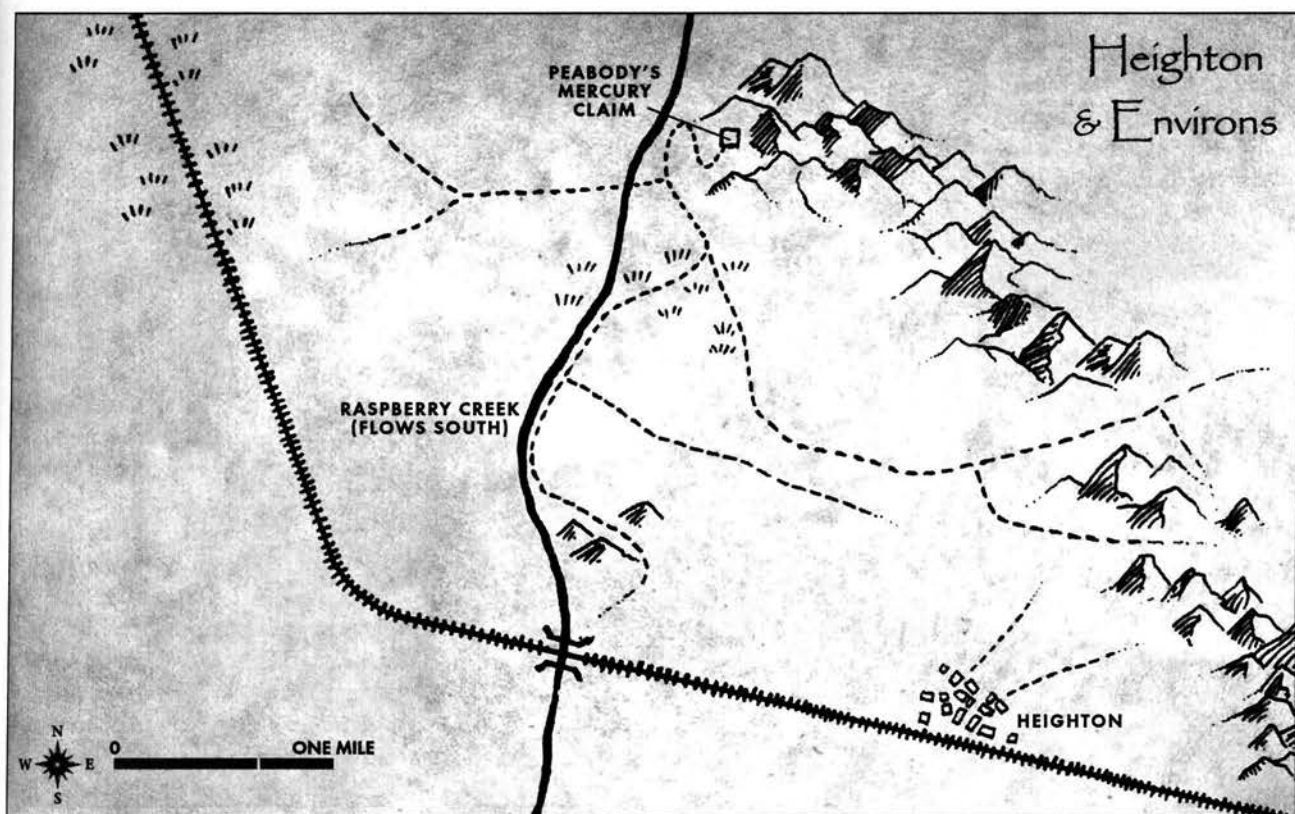 Heighton
& Environs
PEABODY'S
MERCURY
CLAIM
RASPBERRY CREEK
(FLOWS SOUTH)
HEIGHTON
N
W E
S
0 ONE MILE